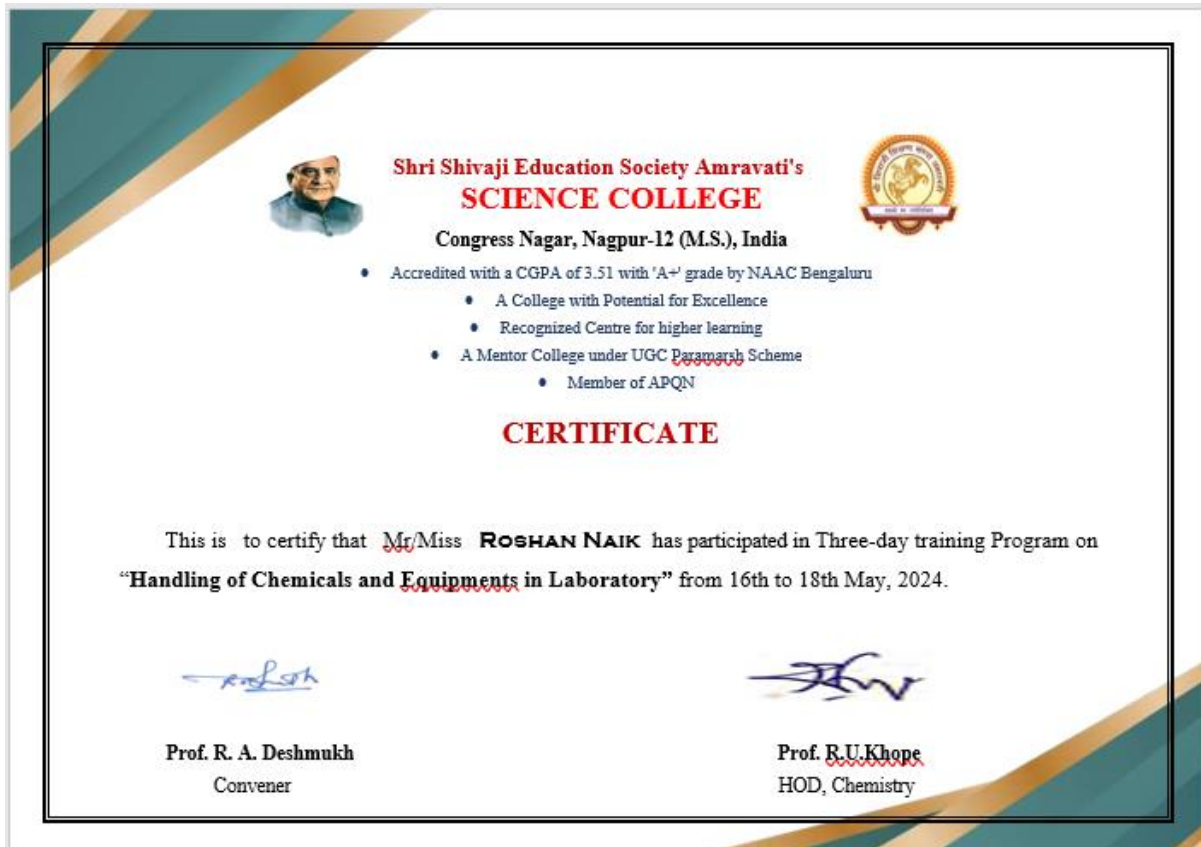 Shri Shivaji Education Society Amravati's
SCIENCE COLLEGE
Congress Nagar, Nagpur-12 (M.S.), India
• Accredited with a CGPA of 3.51 with 'A+' grade by NAAC Bengaluru
• A College with Potential for Excellence
• Recognized Centre for higher learning
• A Mentor College under UGC Paramarsh Scheme
• Member of APQN
CERTIFICATE
This is to certify that Mr/Miss ROSHAN NAIK has participated in Three-day training Program on
“Handling of Chemicals and Equipments in Laboratory” from 16th to 18th May, 2024.
Prof. R. A. Deshmukh
Convener
Prof. R.U.Khope
HOD, Chemistry